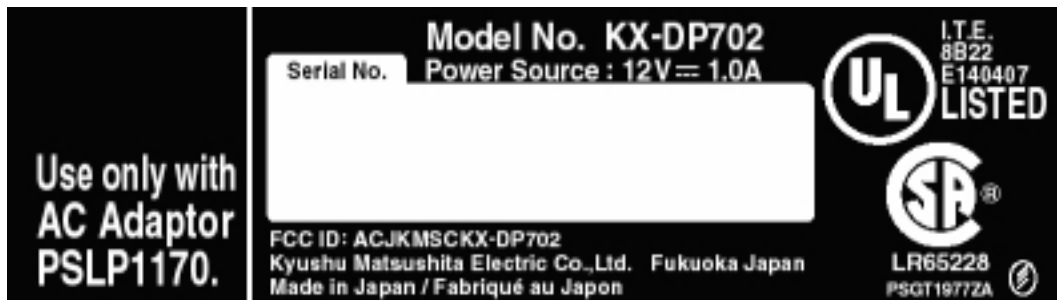 Use only with
AC Adaptor
PSLP1170.
Model No. KX-DP702
Serial No.
Power Source : 12V⎓ 1.0A
FCC ID: ACJKMSCKX-DP702
Kyushu Matsushita Electric Co.,Ltd. Fukuoka Japan
Made in Japan / Fabriqué au Japon
UL
I.T.E.
8B22
E140407
LISTED
SA ®
LR65228
PSGT1977ZA